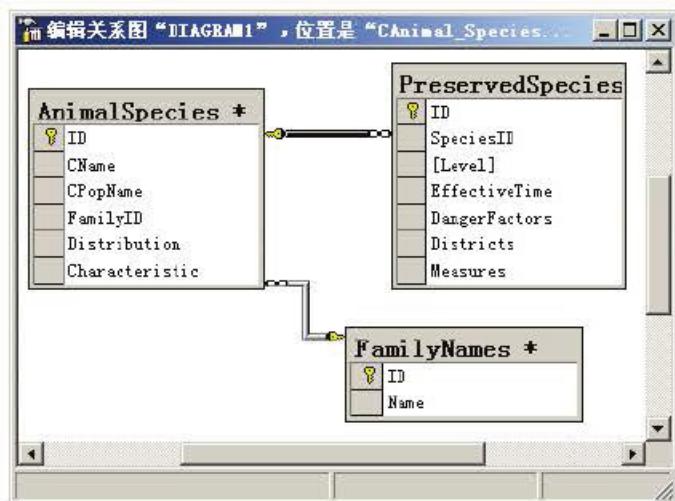 编辑关系图“DIAGRAM1”,位置是“CAnimal_Species...
AnimalSpecies *
ID
CName
CPopName
FamilyID
Distribution
Characteristic
PreservedSpecies
ID
SpeciesID
[Level]
EffectiveTime
DangerFactors
Districts
Measures
FamilyNames *
ID
Name